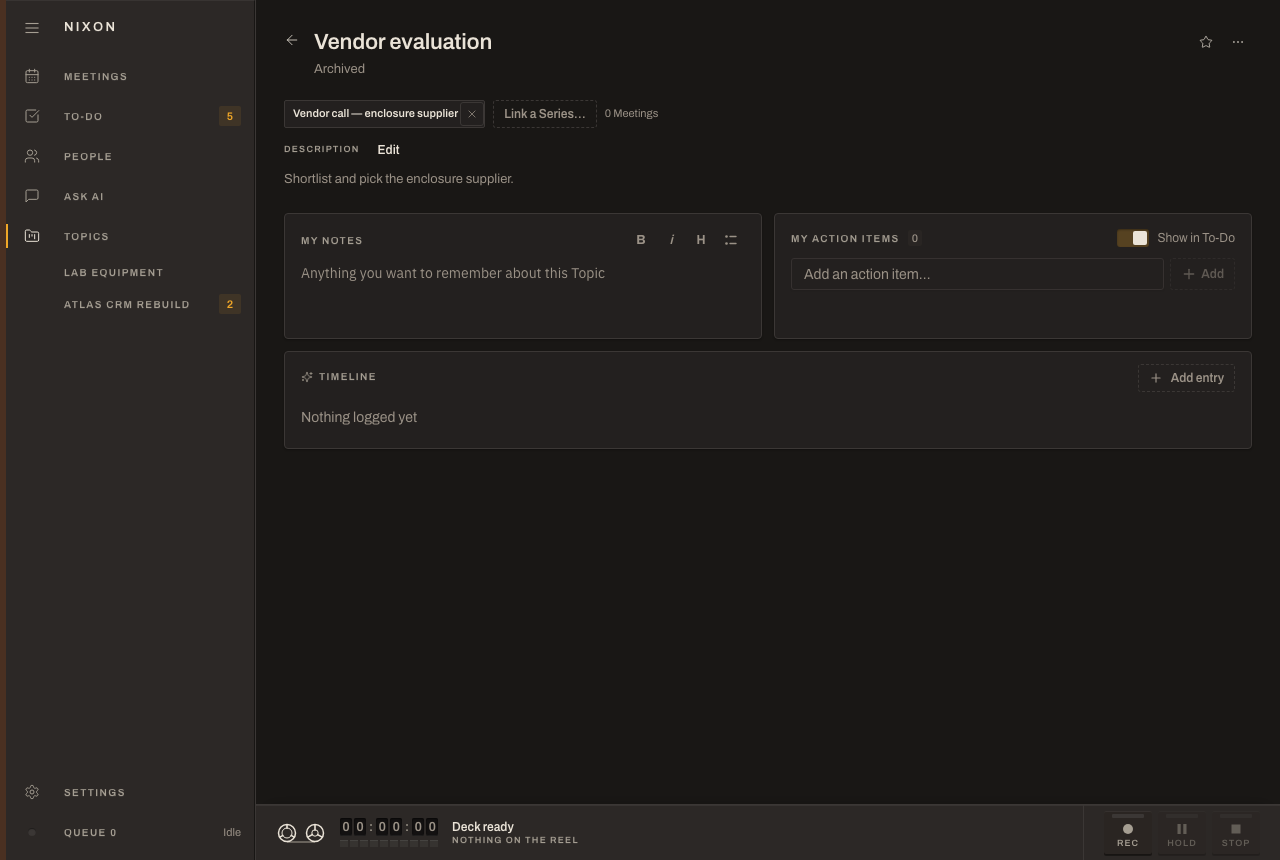 NIXON
MEETINGS
TO-DO 5
PEOPLE
ASK AI
TOPICS
LAB EQUIPMENT
ATLAS CRM REBUILD 2
SETTINGS
QUEUE 0 Idle
Vendor evaluation
Archived
Vendor call — enclosure supplier Link a Series... 0 Meetings
DESCRIPTION Edit
Shortlist and pick the enclosure supplier.
MY NOTES B i H
Anything you want to remember about this Topic
MY ACTION ITEMS 0 Show in To-Do
Add an action item... Add
TIMELINE Add entry
Nothing logged yet
00:00:00 Deck ready
NOTHING ON THE REEL
REC HOLD STOP